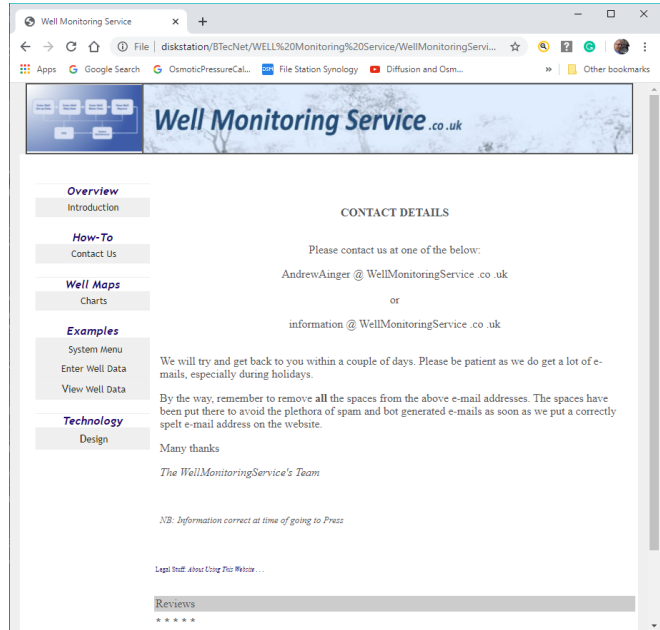 Well Monitoring Service
File | diskstation/BTecNet/WELL%20Monitoring%20Service/WellMonitoringServi...
Apps Google Search OsmoticPressureCal... File Station Synology Diffusion and Osm... » Other bookmarks
Well Monitoring Service .co.uk
Overview
Introduction
How-To
Contact Us
Well Maps
Charts
Examples
System Menu
Enter Well Data
View Well Data
Technology
Design
CONTACT DETAILS
Please contact us at one of the below:
AndrewAinger @ WellMonitoringService .co .uk
or
information @ WellMonitoringService .co .uk
We will try and get back to you within a couple of days. Please be patient as we do get a lot of e-
mails, especially during holidays.
By the way, remember to remove all the spaces from the above e-mail addresses. The spaces have
been put there to avoid the plethora of spam and bot generated e-mails as soon as we put a correctly
spelt e-mail address on the website.
Many thanks
The WellMonitoringService's Team
NB: Information correct at time of going to Press
Legal Stuff: About Using This Website . . .
Reviews
* * * * *